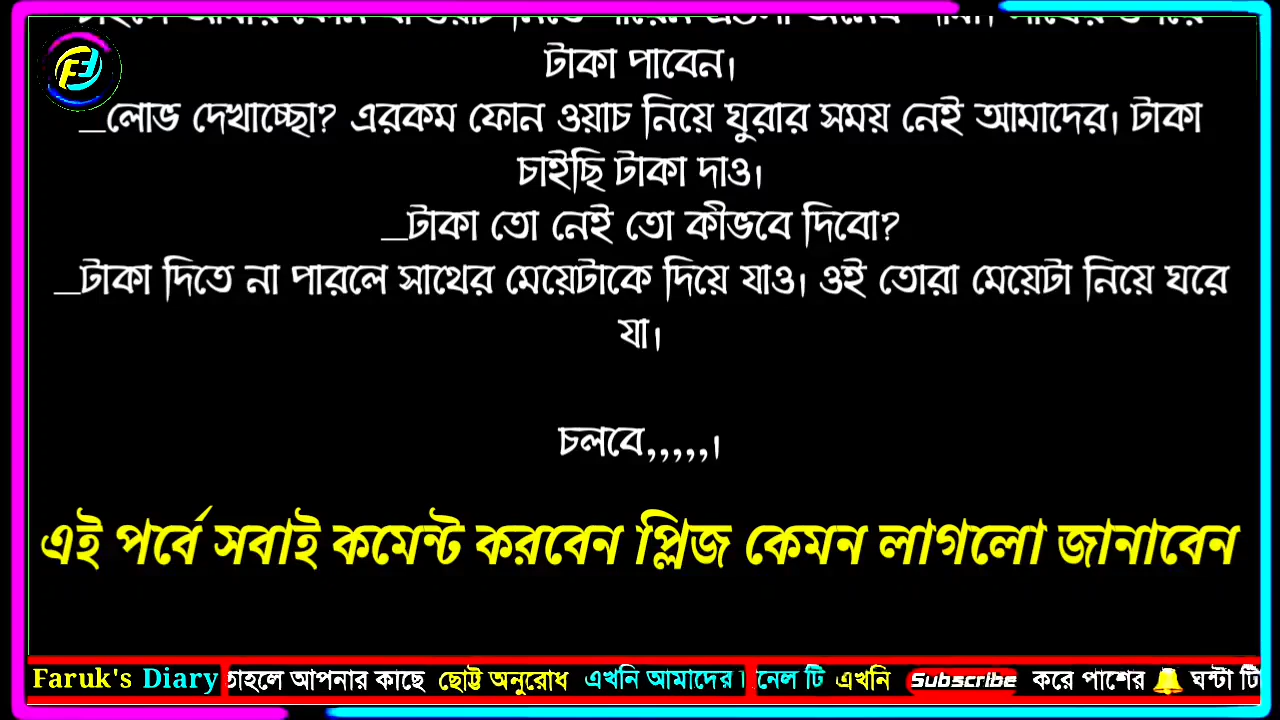 টাকা পাবেন।
_লোভ দেখাচ্ছো? এরকম ফোন ওয়াচ নিয়ে ঘুরার সময় নেই আমাদের। টাকা
চাইছি টাকা দাও।
_টাকা তো নেই তো কীভবে দিবো?
_টাকা দিতে না পারলে সাথের মেয়েটাকে দিয়ে যাও। ওই তোরা মেয়েটা নিয়ে ঘরে
যা।
চলবে,,,,,।
এই পর্বে সবাই কমেন্ট করবেন প্লিজ কেমন লাগলো জানাবেন
Faruk's Diary তাহলে আপনার কাছে ছোট্ট অনুরোধ এখনি আমাদের নেল টি এখনি Subscribe করে পাশের ঘন্টা টি